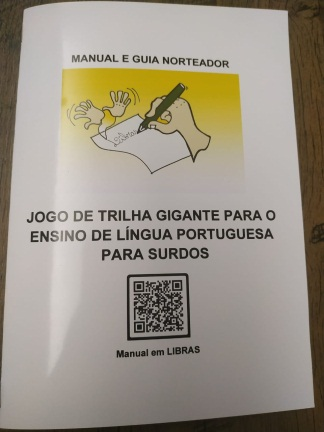 MANUAL E GUIA NORTEADOR
JOGO DE TRILHA GIGANTE PARA O
ENSINO DE LÍNGUA PORTUGUESA
PARA SURDOS
Manual em LIBRAS